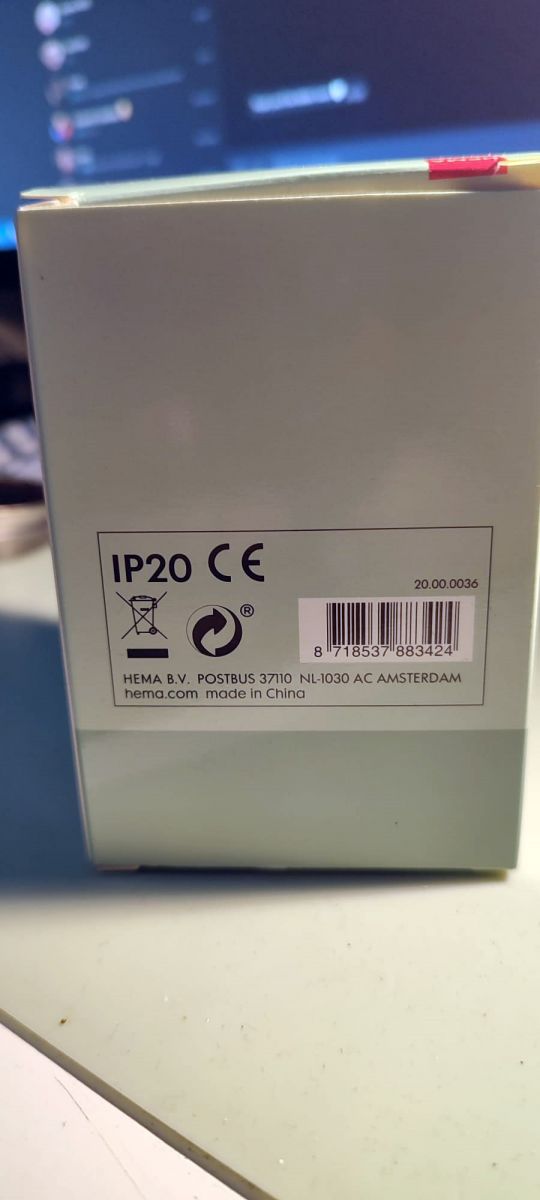 IP20 CE
20.00.0036
®
8 718537 883424
HEMA B.V. POSTBUS 37110 NL-1030 AC AMSTERDAM
hema.com made in China